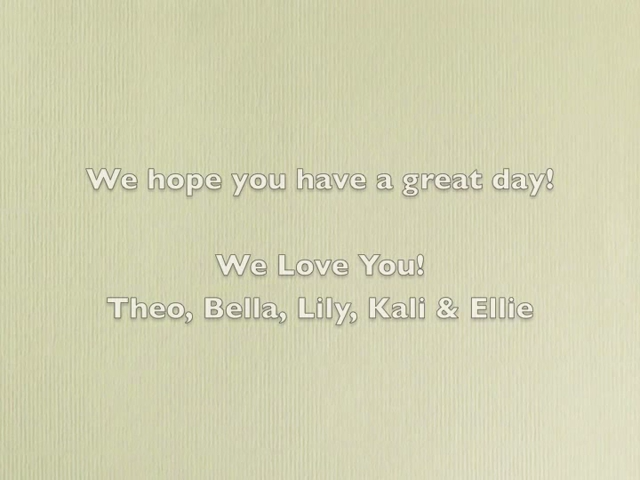 We hope you have a great day!
We Love You!
Theo, Bella, Lily, Kali & Ellie